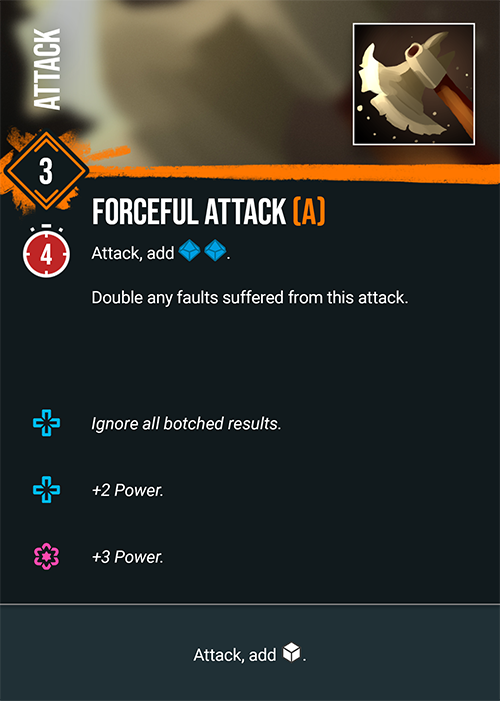 ATTACK
3
FORCEFUL ATTACK (A)
4
Attack, add .
Double any faults suffered from this attack.
Ignore all botched results.
+2 Power.
+3 Power.
Attack, add .